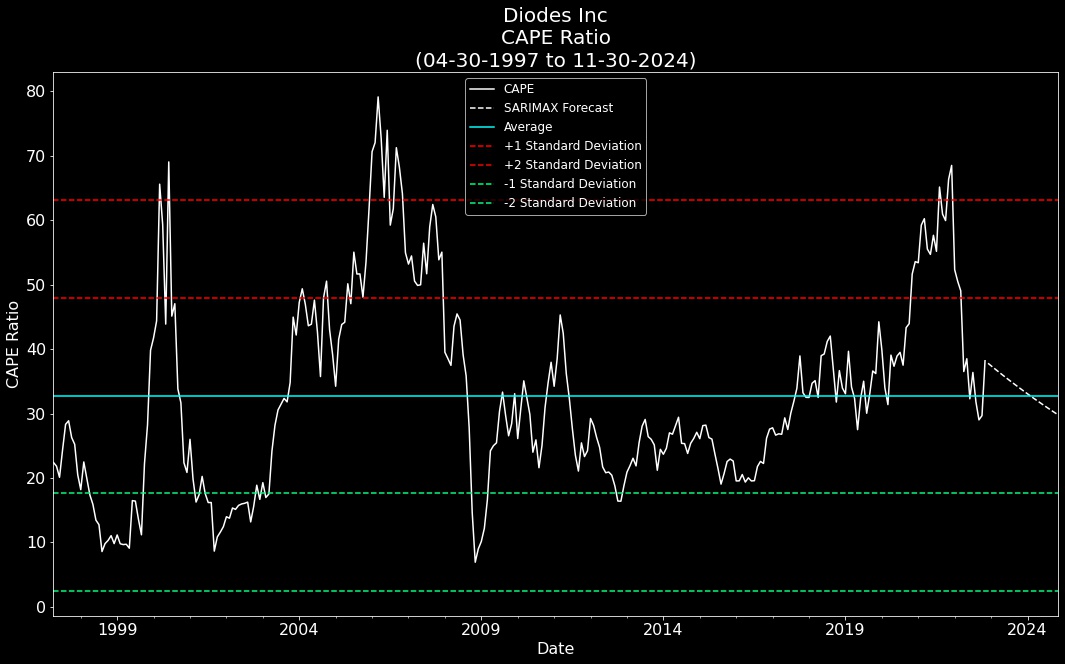 Diodes Inc
CAPE Ratio
(04-30-1997 to 11-30-2024)
CAPE
SARIMAX Forecast
Average
+1 Standard Deviation
+2 Standard Deviation
-1 Standard Deviation
-2 Standard Deviation
CAPE Ratio
80
70
60
50
40
30
20
10
0
1999
2004
2009
2014
2019
2024
Date